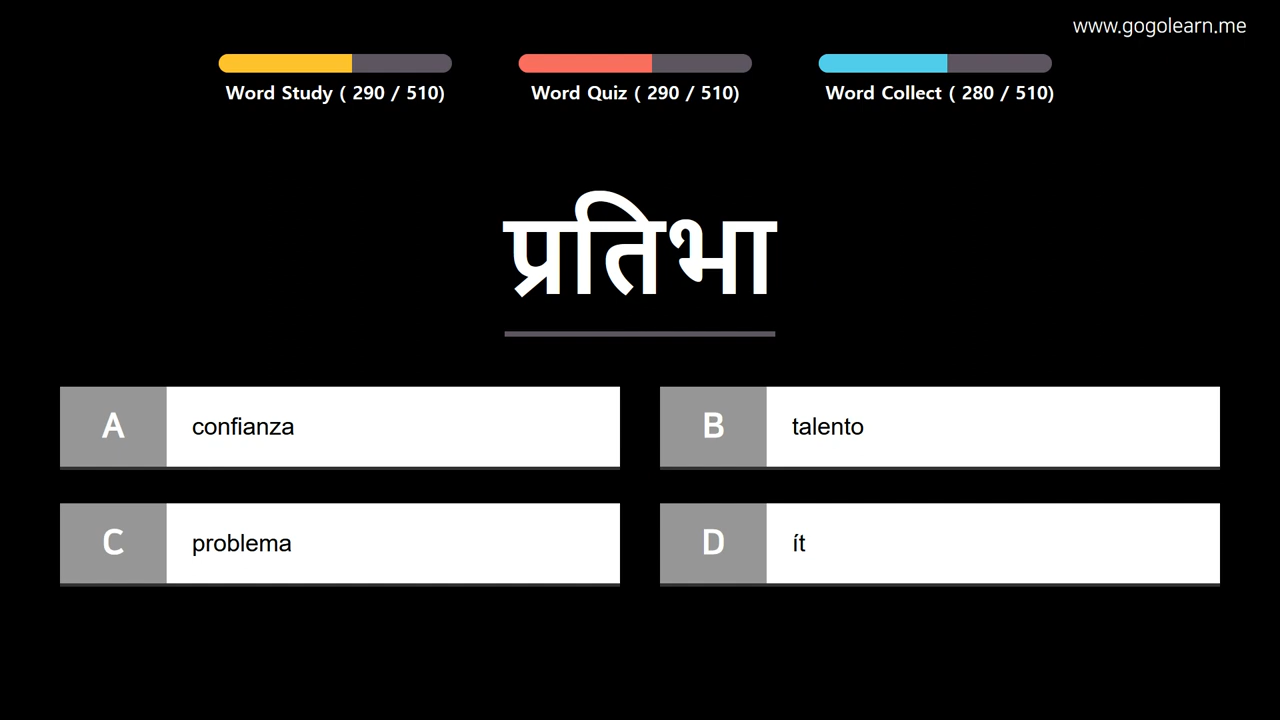 www.gogolearn.me
Word Study ( 290 / 510)
Word Quiz ( 290 / 510)
Word Collect ( 280 / 510)
प्रतिभा
A confianza
B talento
C problema
D ít